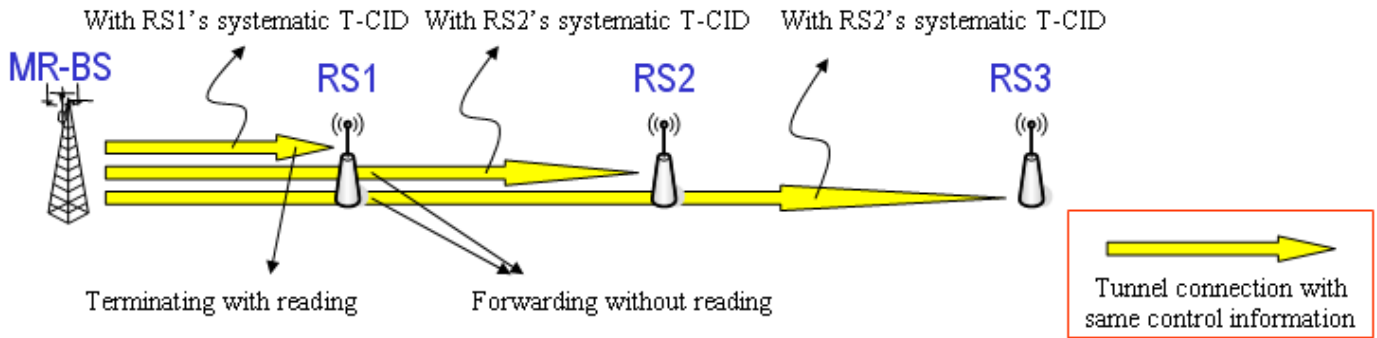 With RS1's systematic T-CID
With RS2's systematic T-CID
With RS2's systematic T-CID
MR-BS
RS1
RS2
RS3
Terminating with reading
Forwarding without reading
Tunnel connection with
same control information